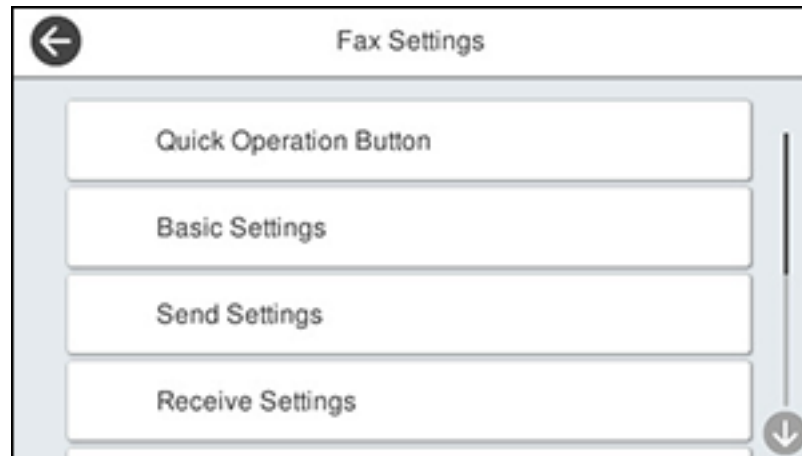 Fax Settings
Quick Operation Button
Basic Settings
Send Settings
Receive Settings